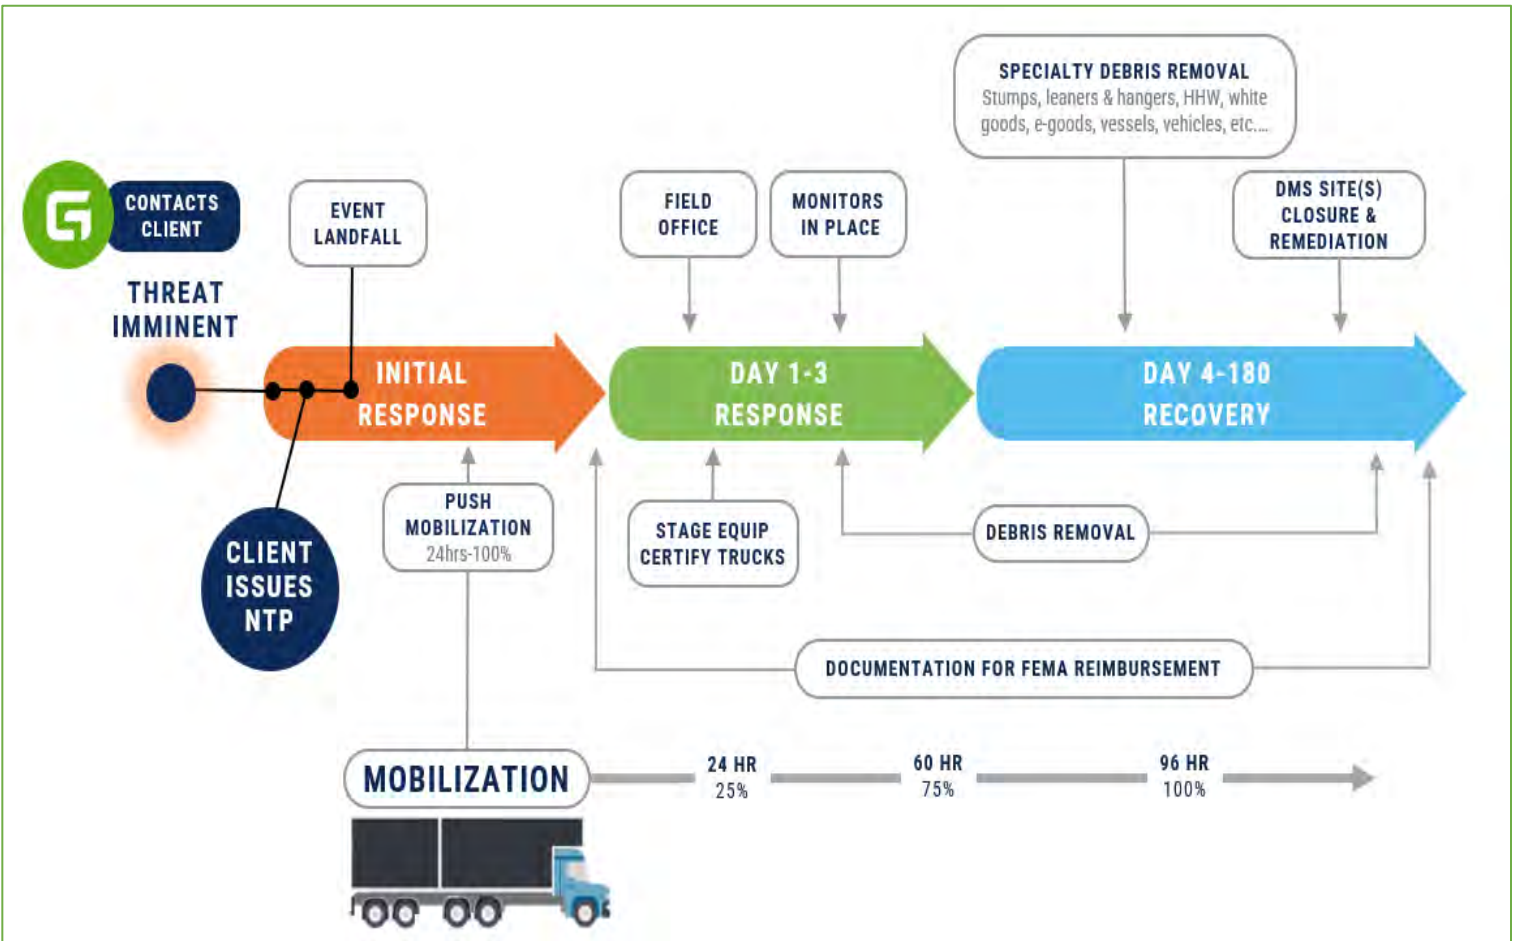 SPECIALTY DEBRIS REMOVAL
Stumps, leaners & hangers, HHW, white
goods, e-goods, vessels, vehicles, etc....
G
CONTACTS
CLIENT
EVENT
LANDFALL
FIELD
OFFICE
MONITORS
IN PLACE
DMS SITE(S)
CLOSURE &
REMEDIATION
THREAT
IMMINENT
INITIAL
RESPONSE
DAY 1-3
RESPONSE
DAY 4-180
RECOVERY
CLIENT
ISSUES
NTP
PUSH
MOBILIZATION
24hrs-100%
STAGE EQUIP
CERTIFY TRUCKS
DEBRIS REMOVAL
DOCUMENTATION FOR FEMA REIMBURSEMENT
MOBILIZATION
24 HR
25%
60 HR
75%
96 HR
100%